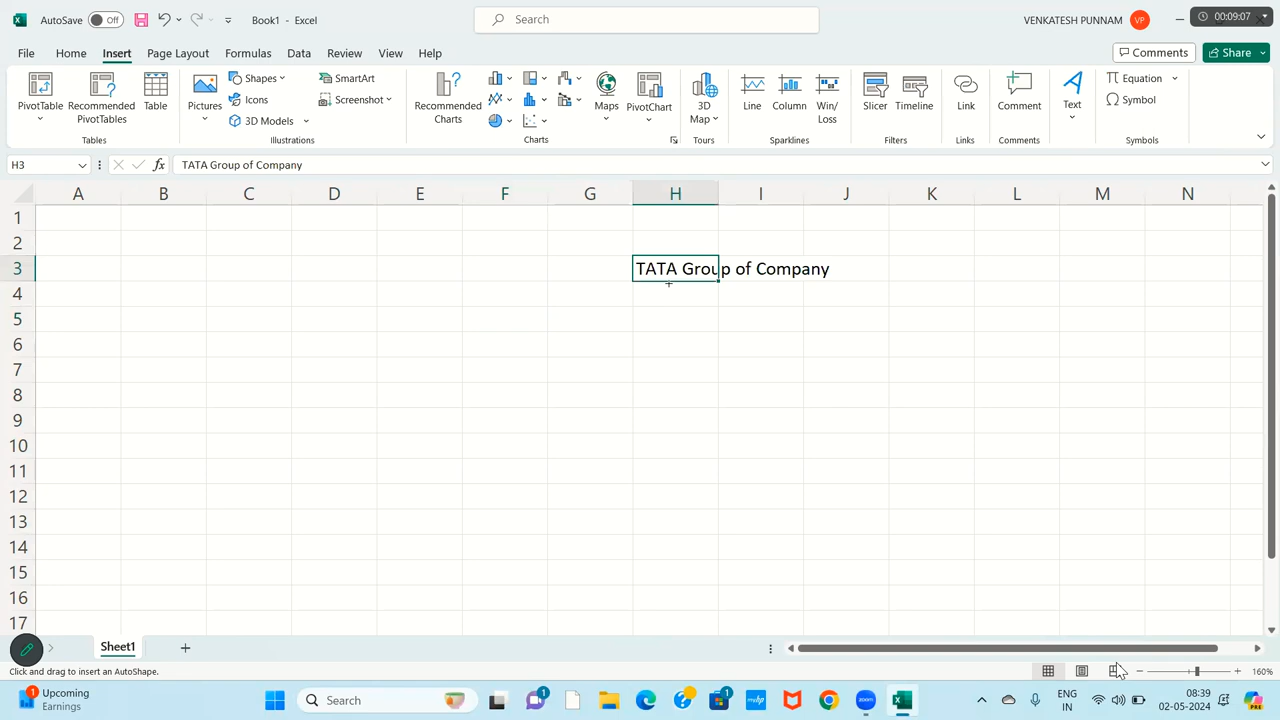 AutoSave Off Book1 - Excel Search VENKATESH PUNNAM VP 00:09:07
File Home Insert Page Layout Formulas Data Review View Help Comments Share
PivotTable Recommended PivotTables Table Pictures Shapes Icons 3D Models SmartArt Screenshot Recommended Charts Maps PivotChart 3D Map Line Column Win/Loss Slicer Timeline Link Comment Text Equation Symbol
Tables Illustrations Charts Tours Sparklines Filters Links Comments Symbols
H3 fx TATA Group of Company
A B C D E F G H I J K L M N
1
2
3 TATA Group of Company
4
5
6
7
8
9
10
11
12
13
14
15
16
17
Sheet1
Click and drag to insert an AutoShape. 160%
1 Upcoming Earnings Search 1 1 mylhp zoom ENG IN 08:39 02-05-2024 PRE